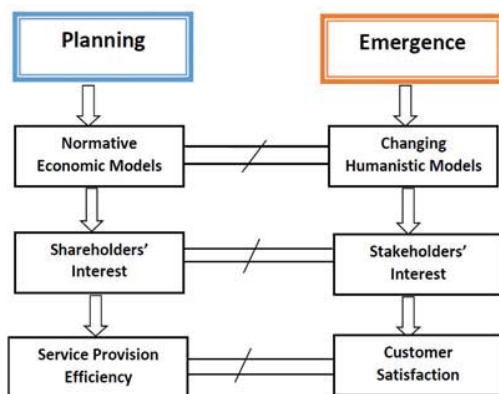 Planning
Emergence
Normative
Economic Models
Changing
Humanistic Models
Shareholders'
Interest
Stakeholders'
Interest
Service Provision
Efficiency
Customer
Satisfaction